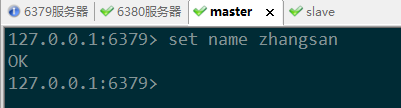 6379服务器 6380服务器 master × slave
127.0.0.1:6379> set name zhangsan
OK
127.0.0.1:6379>